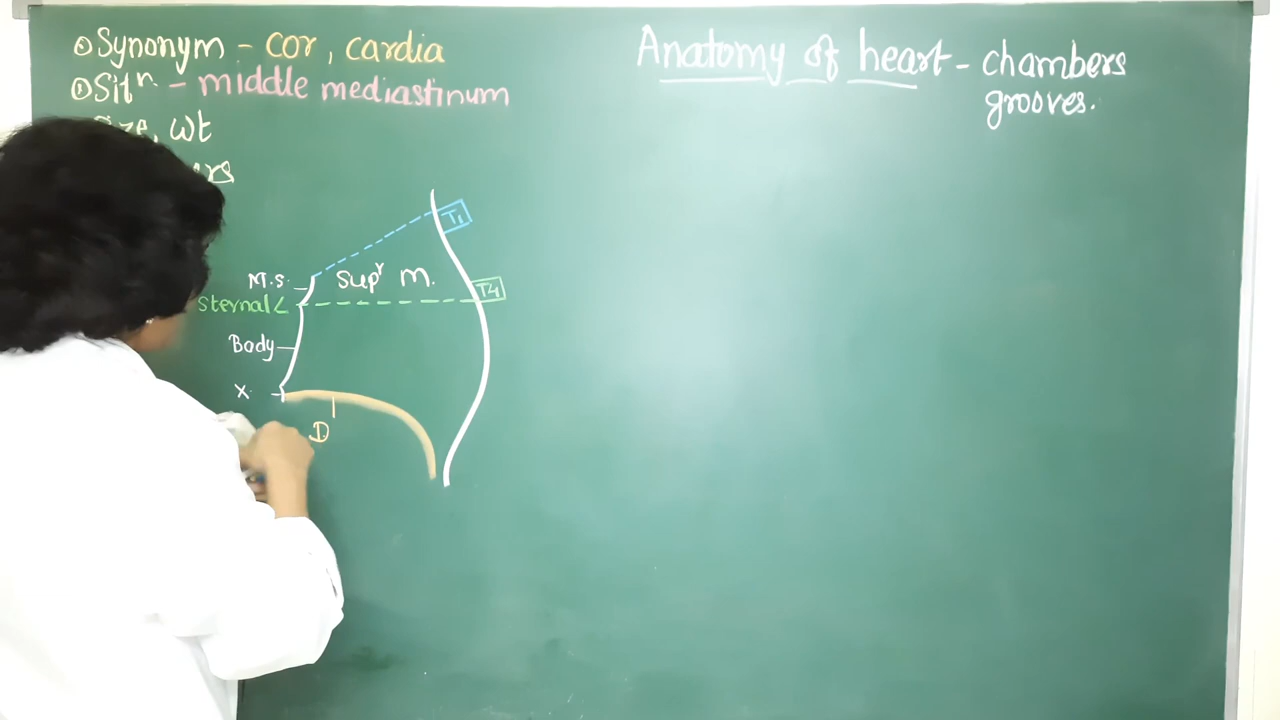 Synonym - cor, cardia
Sitⁿ - middle mediastinum
wt
Anatomy of heart - chambers
grooves.
T1
M.S.
Supʳ m.
T4
sternal∠
Body
X
D